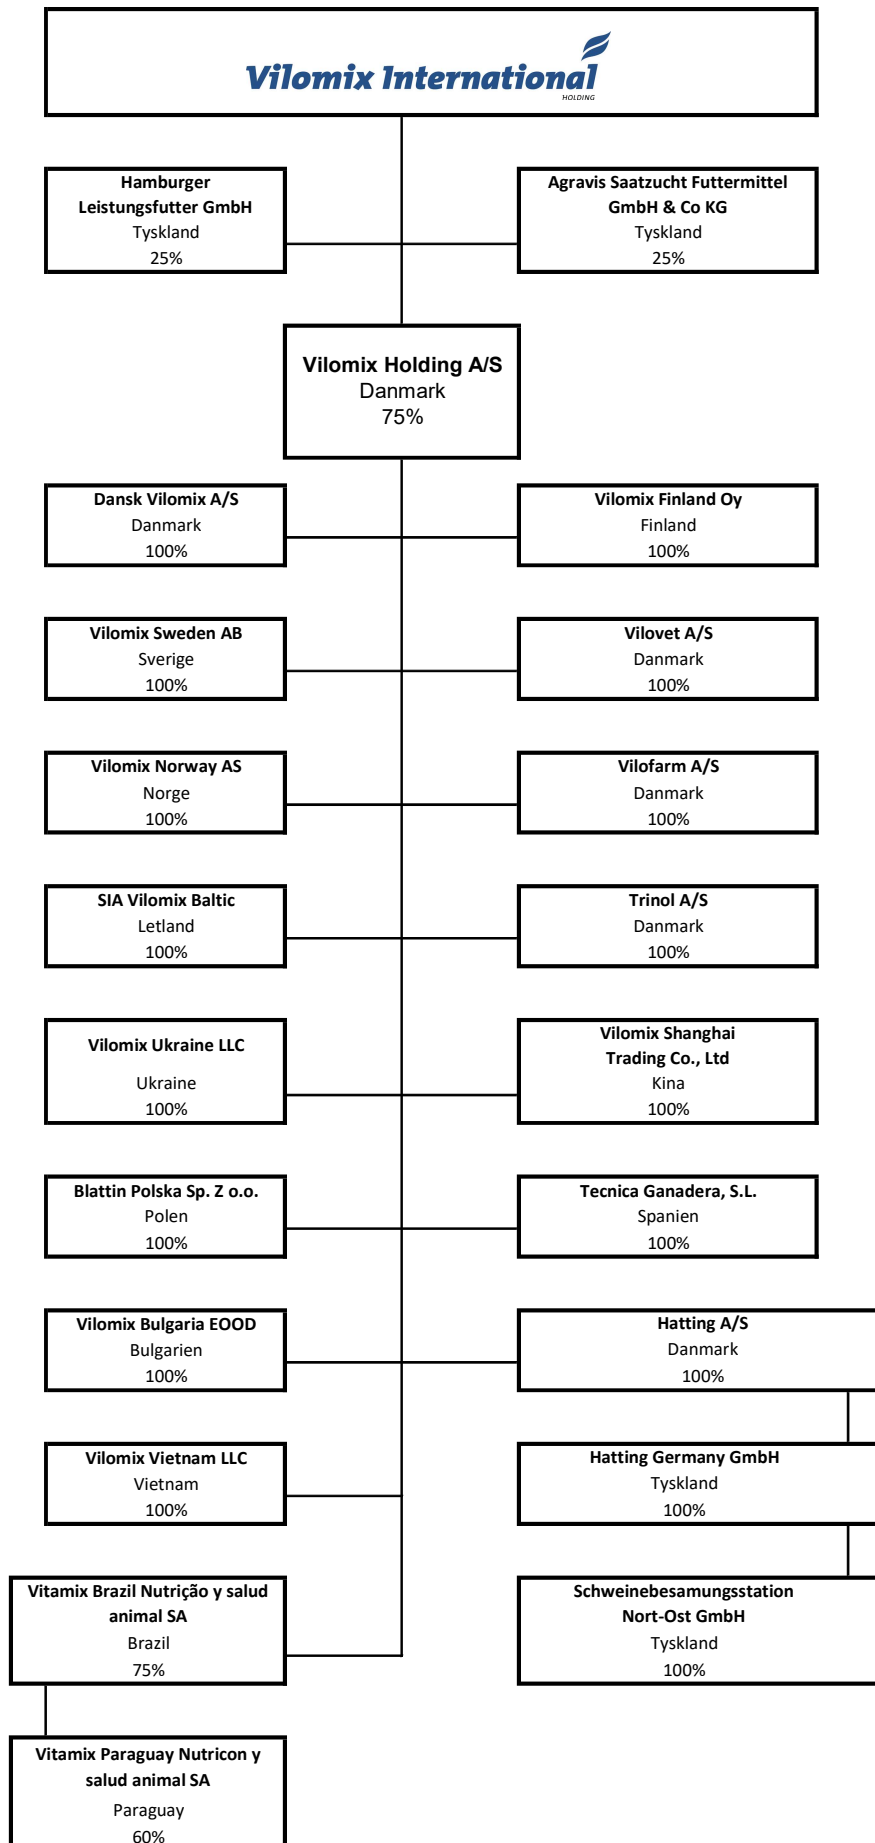 Vilomix International
HOLDING
Hamburger
Leistungsfutter GmbH
Tyskland
25%
Agravis Saatzucht Futtermittel
GmbH & Co KG
Tyskland
25%
Vilomix Holding A/S
Danmark
75%
Dansk Vilomix A/S
Danmark
100%
Vilomix Finland Oy
Finland
100%
Vilomix Sweden AB
Sverige
100%
Vilovet A/S
Danmark
100%
Vilomix Norway AS
Norge
100%
Vilofarm A/S
Danmark
100%
SIA Vilomix Baltic
Letland
100%
Trinol A/S
Danmark
100%
Vilomix Ukraine LLC
Ukraine
100%
Vilomix Shanghai
Trading Co., Ltd
Kina
100%
Blattin Polska Sp. Z o.o.
Polen
100%
Tecnica Ganadera, S.L.
Spanien
100%
Vilomix Bulgaria EOOD
Bulgarien
100%
Hatting A/S
Danmark
100%
Vilomix Vietnam LLC
Vietnam
100%
Hatting Germany GmbH
Tyskland
100%
Vitamix Brazil Nutrição y salud
animal SA
Brazil
75%
Schweinebesamungsstation
Nort-Ost GmbH
Tyskland
100%
Vitamix Paraguay Nutricon y
salud animal SA
Paraguay
60%